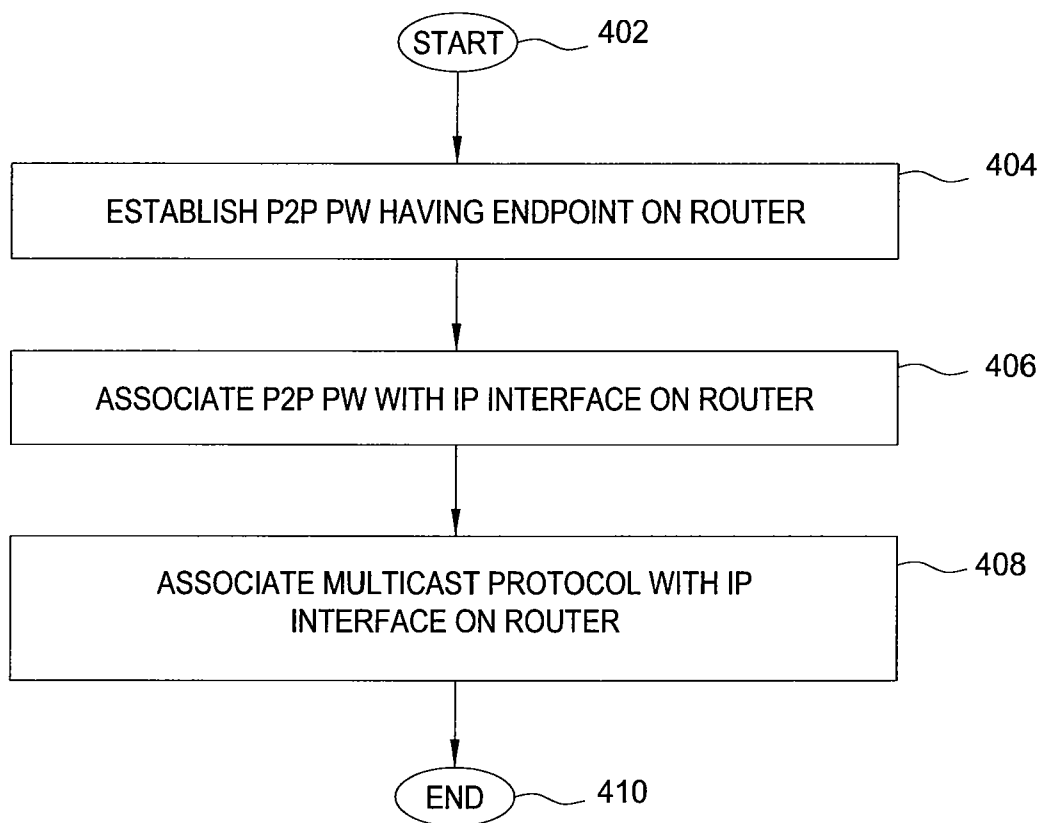 START
402
404
ESTABLISH P2P PW HAVING ENDPOINT ON ROUTER
406
ASSOCIATE P2P PW WITH IP INTERFACE ON ROUTER
408
ASSOCIATE MULTICAST PROTOCOL WITH IP
INTERFACE ON ROUTER
END
410